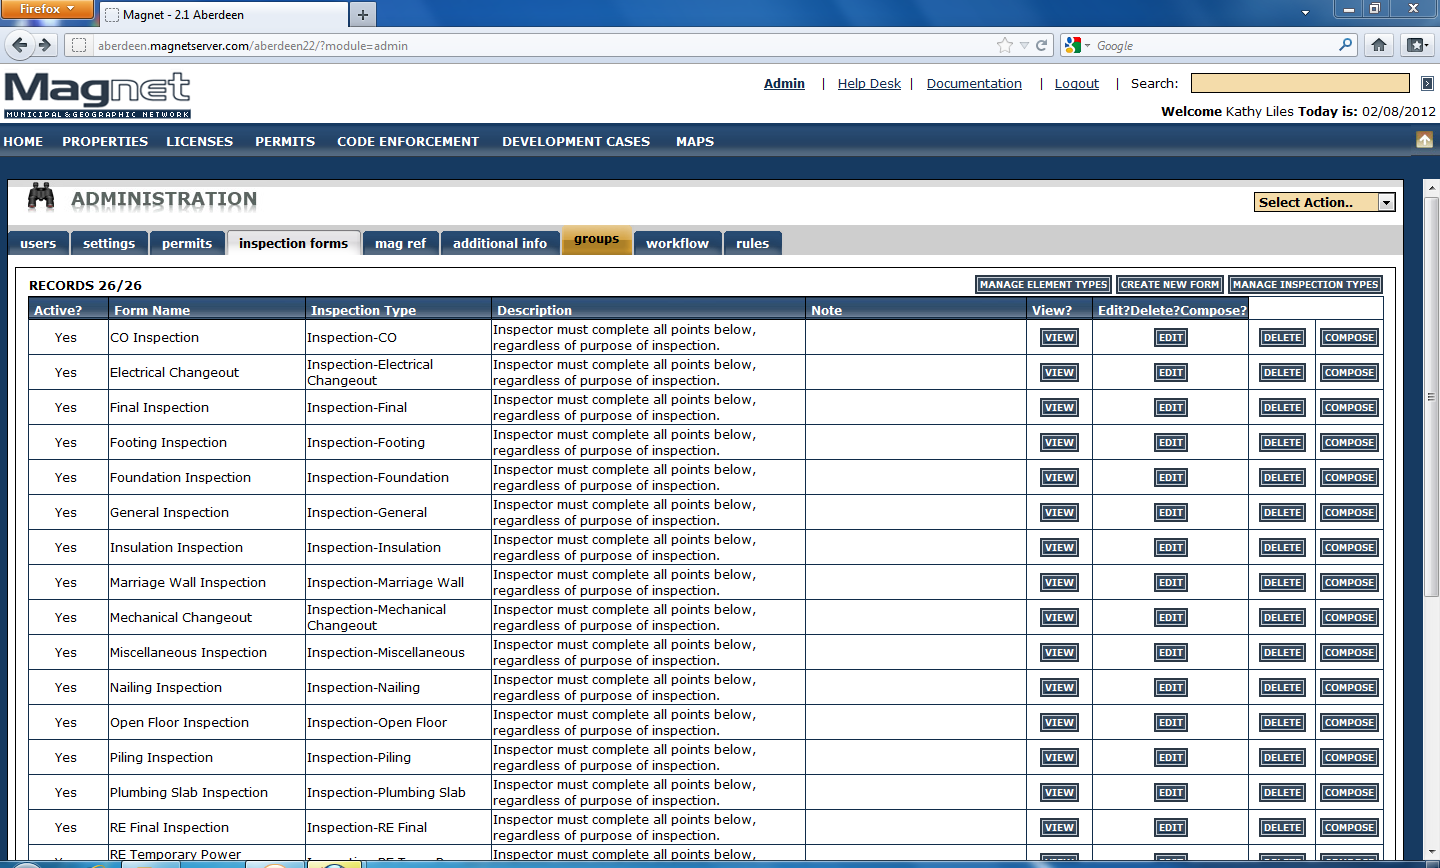 Firefox
Magnet - 2.1 Aberdeen
aberdeen.magnetserver.com/aberdeen22/?module=admin
Google
Magnet
MUNICIPAL & GEOGRAPHIC NETWORK
Admin | Help Desk | Documentation | Logout | Search:
Welcome Kathy Liles Today is: 02/08/2012
HOME PROPERTIES LICENSES PERMITS CODE ENFORCEMENT DEVELOPMENT CASES MAPS
ADMINISTRATION
Select Action..
users settings permits inspection forms mag ref additional info groups workflow rules
RECORDS 26/26 MANAGE ELEMENT TYPES CREATE NEW FORM MANAGE INSPECTION TYPES
Active? Form Name Inspection Type Description Note View? Edit?Delete?Compose?
Yes CO Inspection Inspection-CO Inspector must complete all points below, VIEW EDIT DELETE COMPOSE
regardless of purpose of inspection.
Yes Electrical Changeout Inspection-Electrical Inspector must complete all points below, VIEW EDIT DELETE COMPOSE
Changeout regardless of purpose of inspection.
Yes Final Inspection Inspection-Final Inspector must complete all points below, VIEW EDIT DELETE COMPOSE
regardless of purpose of inspection.
Yes Footing Inspection Inspection-Footing Inspector must complete all points below, VIEW EDIT DELETE COMPOSE
regardless of purpose of inspection.
Yes Foundation Inspection Inspection-Foundation Inspector must complete all points below, VIEW EDIT DELETE COMPOSE
regardless of purpose of inspection.
Yes General Inspection Inspection-General Inspector must complete all points below, VIEW EDIT DELETE COMPOSE
regardless of purpose of inspection.
Yes Insulation Inspection Inspection-Insulation Inspector must complete all points below, VIEW EDIT DELETE COMPOSE
regardless of purpose of inspection.
Yes Marriage Wall Inspection Inspection-Marriage Wall Inspector must complete all points below, VIEW EDIT DELETE COMPOSE
regardless of purpose of inspection.
Yes Mechanical Changeout Inspection-Mechanical Inspector must complete all points below, VIEW EDIT DELETE COMPOSE
Changeout regardless of purpose of inspection.
Yes Miscellaneous Inspection Inspection-Miscellaneous Inspector must complete all points below, VIEW EDIT DELETE COMPOSE
regardless of purpose of inspection.
Yes Nailing Inspection Inspection-Nailing Inspector must complete all points below, VIEW EDIT DELETE COMPOSE
regardless of purpose of inspection.
Yes Open Floor Inspection Inspection-Open Floor Inspector must complete all points below, VIEW EDIT DELETE COMPOSE
regardless of purpose of inspection.
Yes Piling Inspection Inspection-Piling Inspector must complete all points below, VIEW EDIT DELETE COMPOSE
regardless of purpose of inspection.
Yes Plumbing Slab Inspection Inspection-Plumbing Slab Inspector must complete all points below, VIEW EDIT DELETE COMPOSE
regardless of purpose of inspection.
Yes RE Final Inspection Inspection-RE Final Inspector must complete all points below, VIEW EDIT DELETE COMPOSE
regardless of purpose of inspection.
RE Temporary Power Inspector must complete all points below,